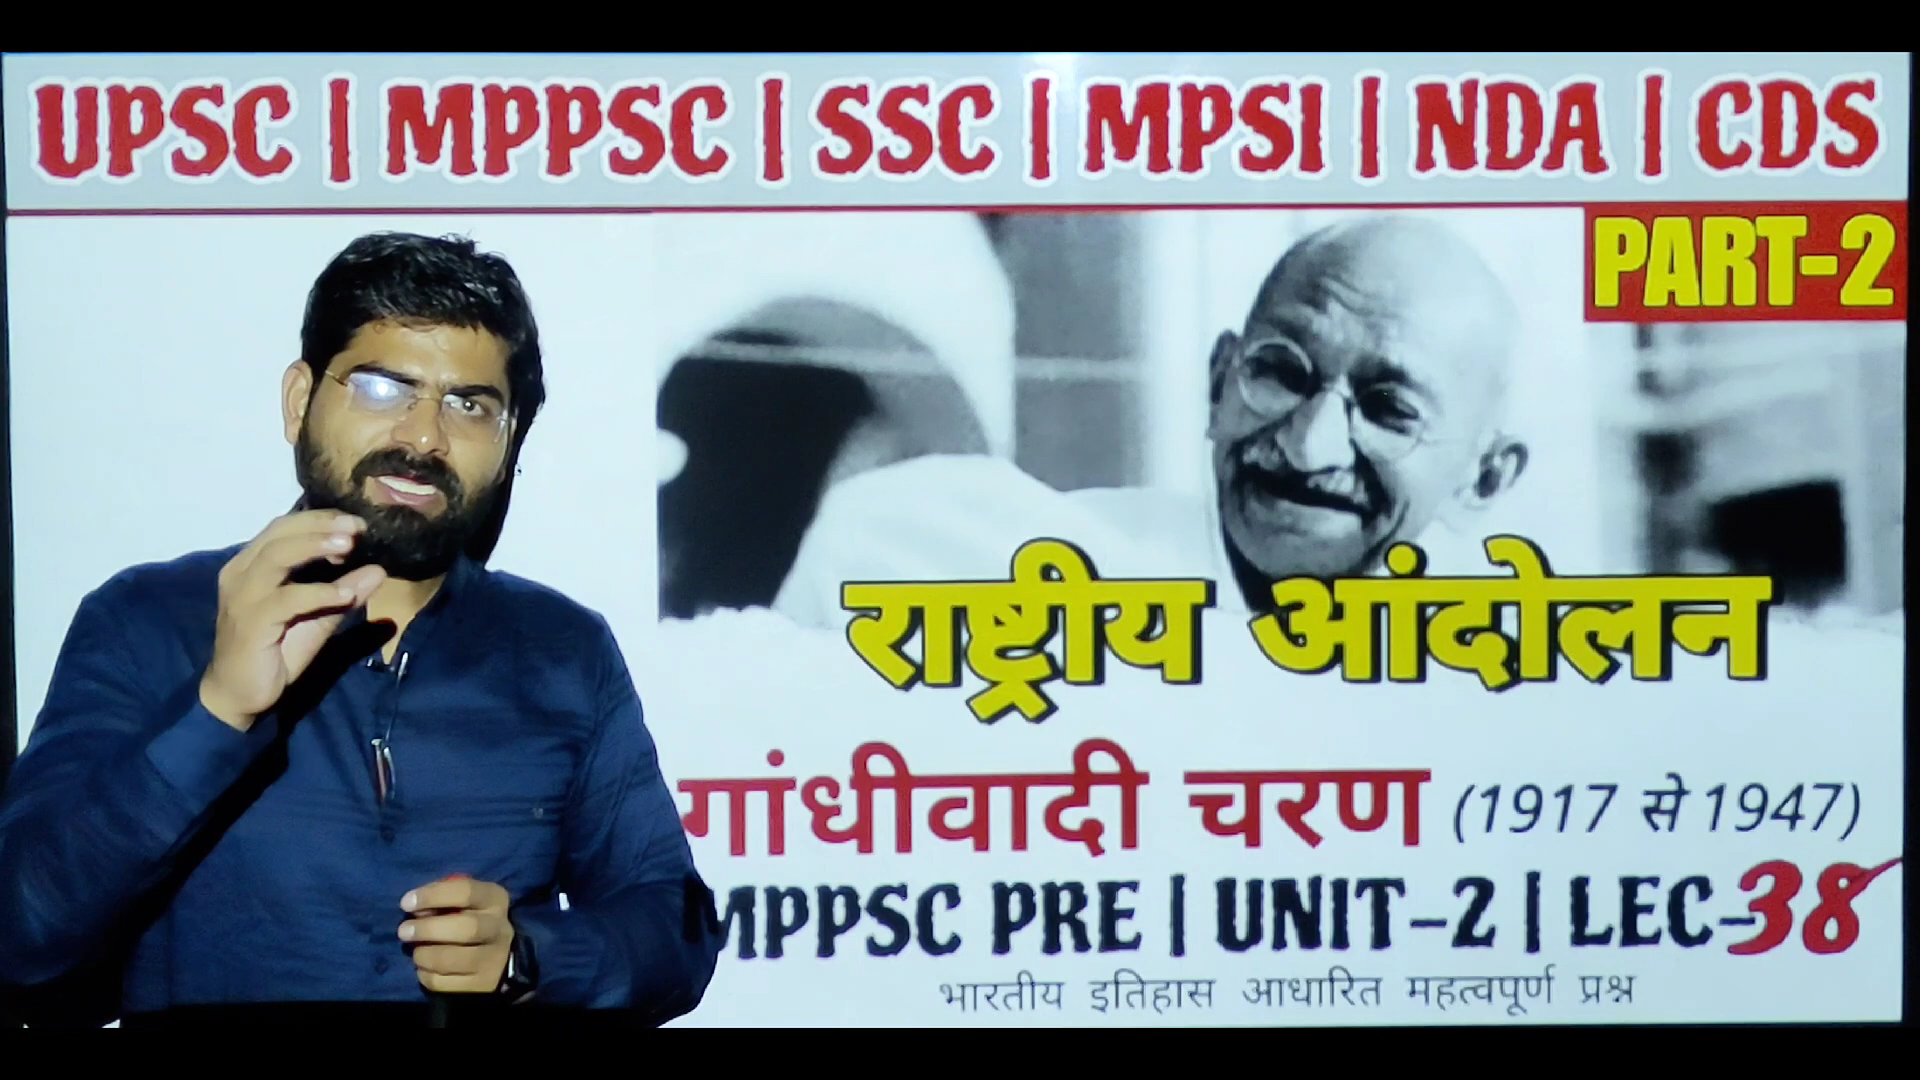 UPSC | MPPSC | SSC | MPSI | NDA | CDS
PART-2
राष्ट्रीय आंदोलन
गांधीवादी चरण (1917 से 1947)
MPPSC PRE | UNIT-2 | LEC-38
भारतीय इतिहास आधारित महत्वपूर्ण प्रश्न